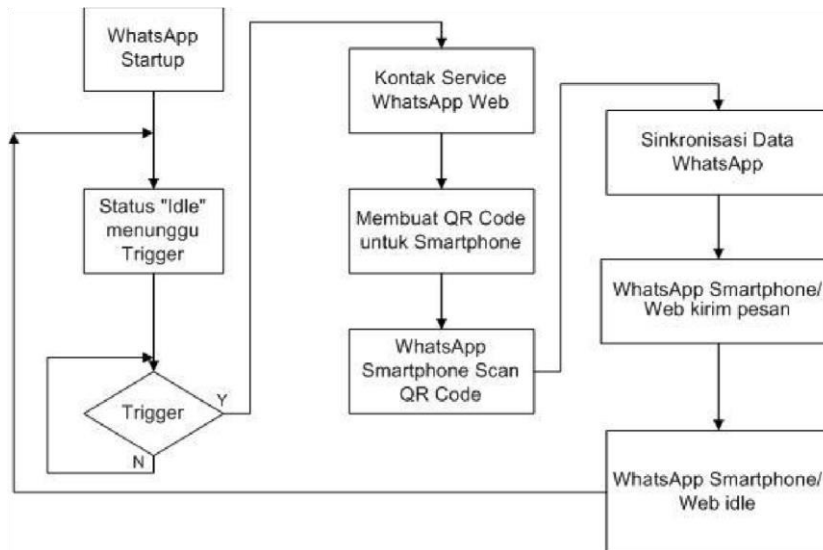 WhatsApp
Startup
Status "Idle"
menunggu
Trigger
Trigger
Y
N
Kontak Service
WhatsApp Web
Membuat QR Code
untuk Smartphone
WhatsApp
Smartphone Scan
QR Code
Sinkronisasi Data
WhatsApp
WhatsApp Smartphone/
Web kirim pesan
WhatsApp Smartphone/
Web idle